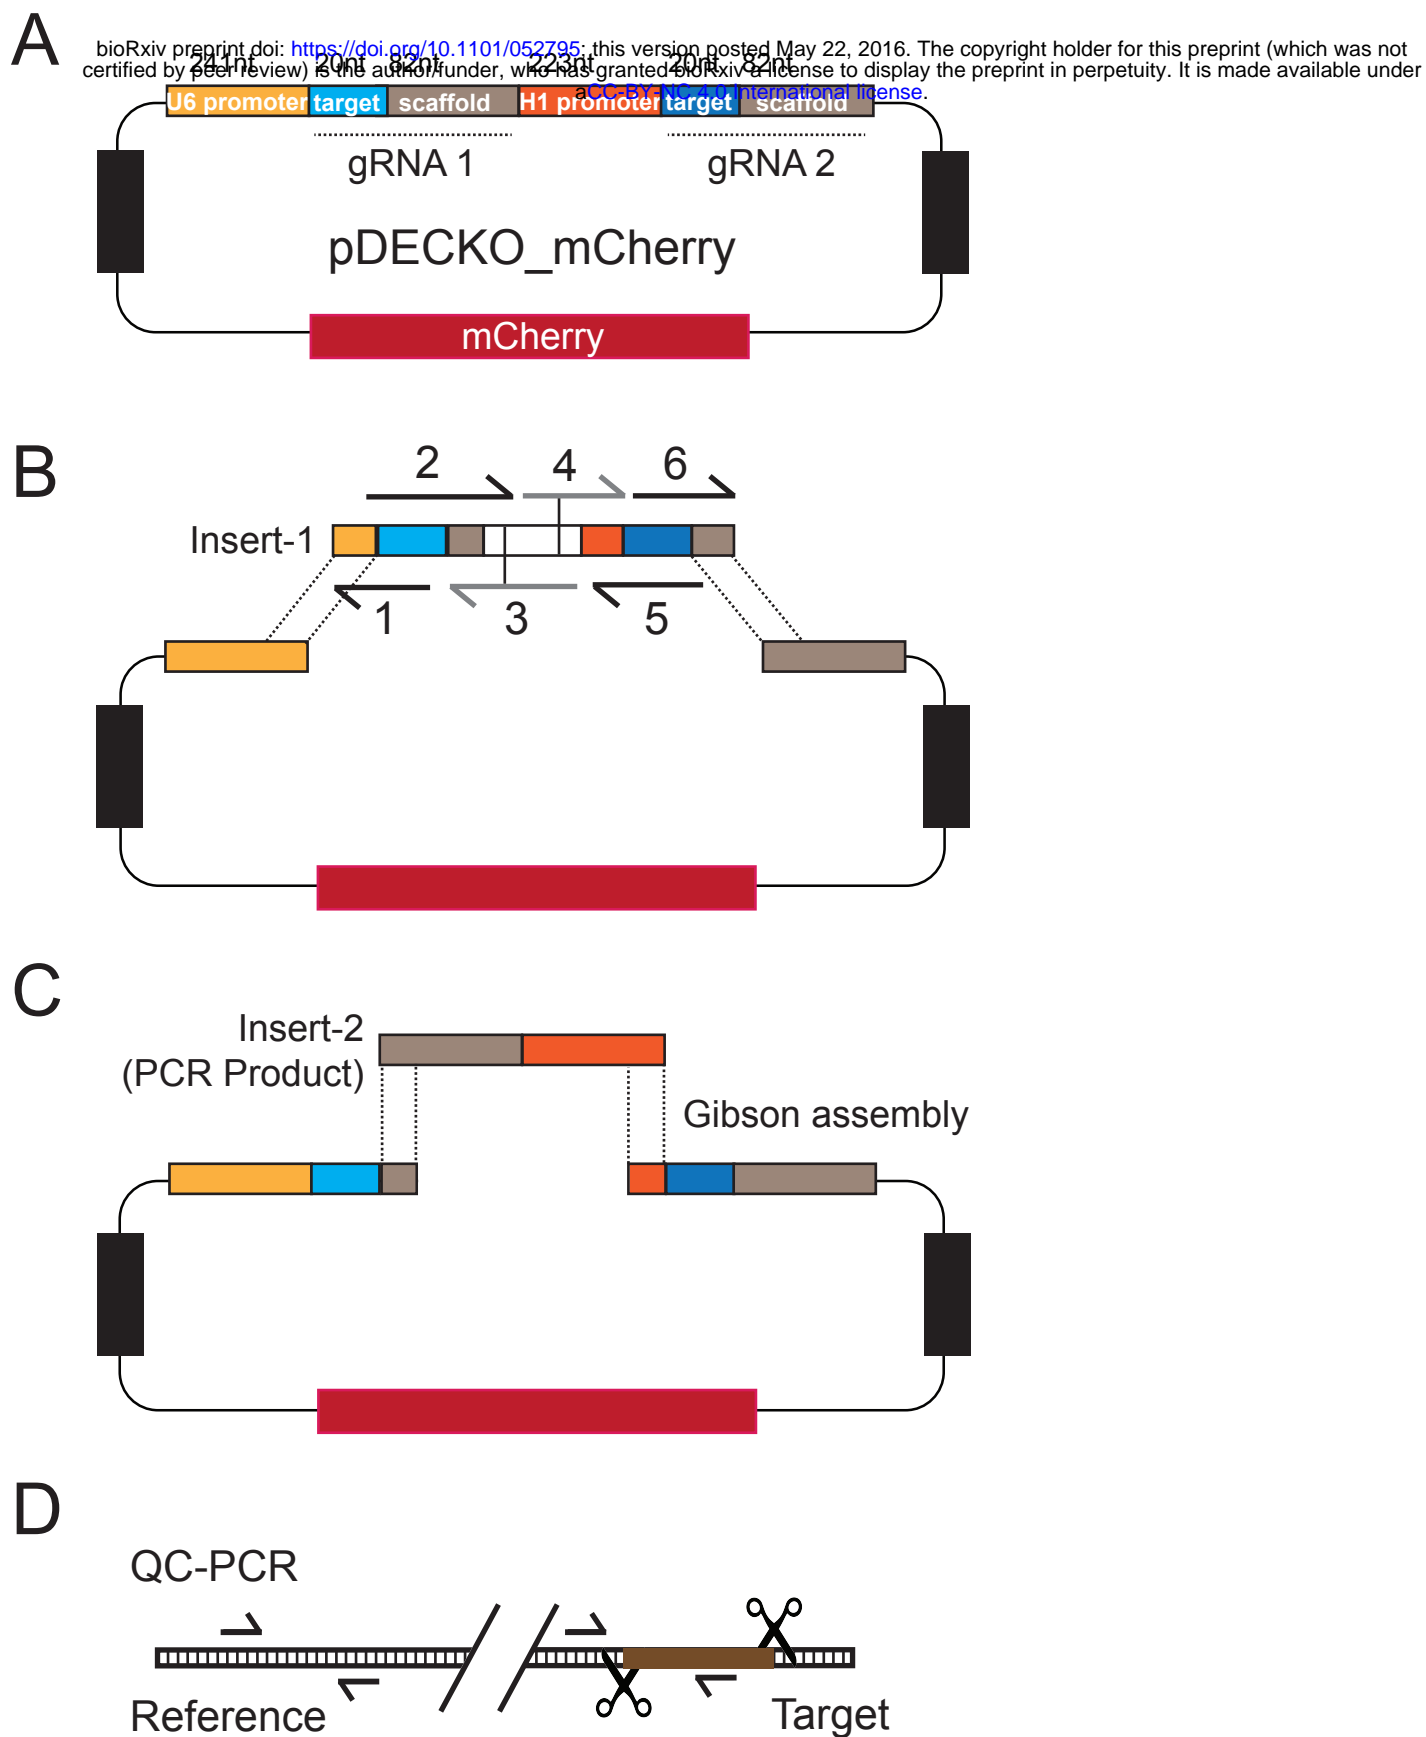 A
bioRxiv preprint doi: https://doi.org/10.1101/052795; this version posted May 22, 2016. The copyright holder for this preprint (which was not
certified by peer review) is the author/funder, who has granted bioRxiv a license to display the preprint in perpetuity. It is made available under
aCC-BY-NC 4.0 International license.
241nt 20nt 82nt 223nt 20nt 82nt
U6 promoter target scaffold H1 promoter target scaffold
gRNA 1 gRNA 2
pDECKO_mCherry
mCherry
B
2 4 6
Insert-1
1 3 5
C
Insert-2
(PCR Product)
Gibson assembly
D
QC-PCR
Reference Target